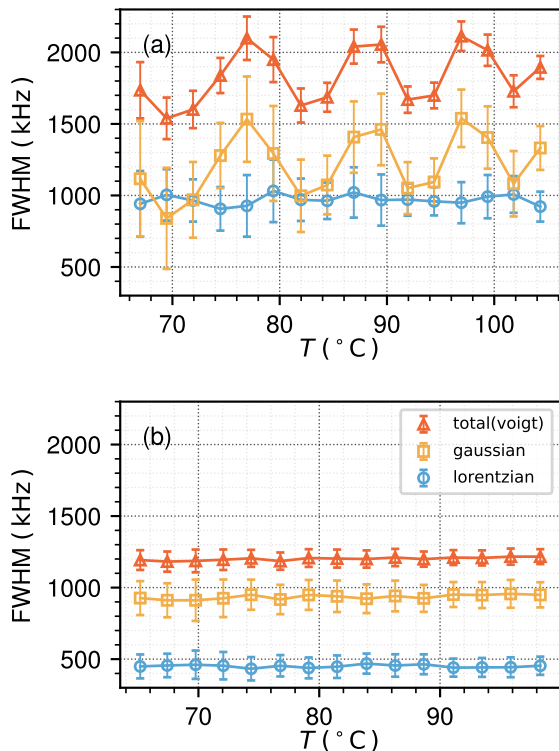 (a)
2000
1500
1000
500
FWHM (kHz)
70
80
90
100
T (°C)
(b)
total(voigt)
gaussian
lorentzian
2000
1500
1000
500
FWHM (kHz)
70
80
90
T (°C)